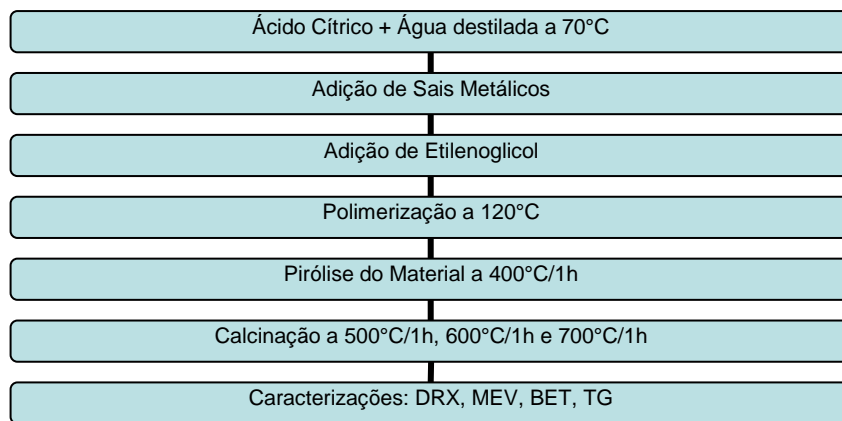 Ácido Cítrico + Água destilada a 70°C
Adição de Sais Metálicos
Adição de Etilenoglicol
Polimerização a 120°C
Pirólise do Material a 400°C/1h
Calcinação a 500°C/1h, 600°C/1h e 700°C/1h
Caracterizações: DRX, MEV, BET, TG